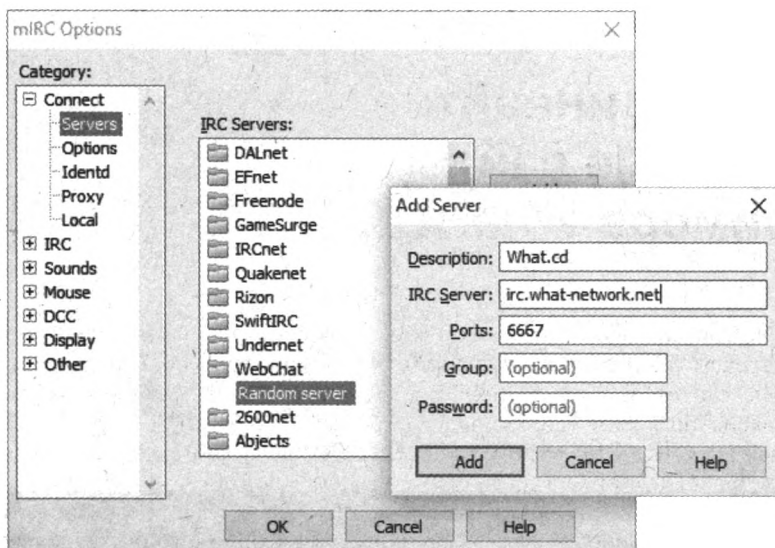 mIRC Options
Category:
Connect
Servers
Options
Identd
Proxy
Local
IRC
Sounds
Mouse
DCC
Display
Other
IRC Servers:
DALnet
EFnet
Freenode
GameSurge
IRCnet
Quakenet
Rizon
SwiftIRC
Undernet
WebChat
Random server
2600net
Abjects
OK
Cancel
Help
Add Server
Description: What.cd
IRC Server: irc.what-network.net
Ports: 6667
Group: (optional)
Password: (optional)
Add
Cancel
Help